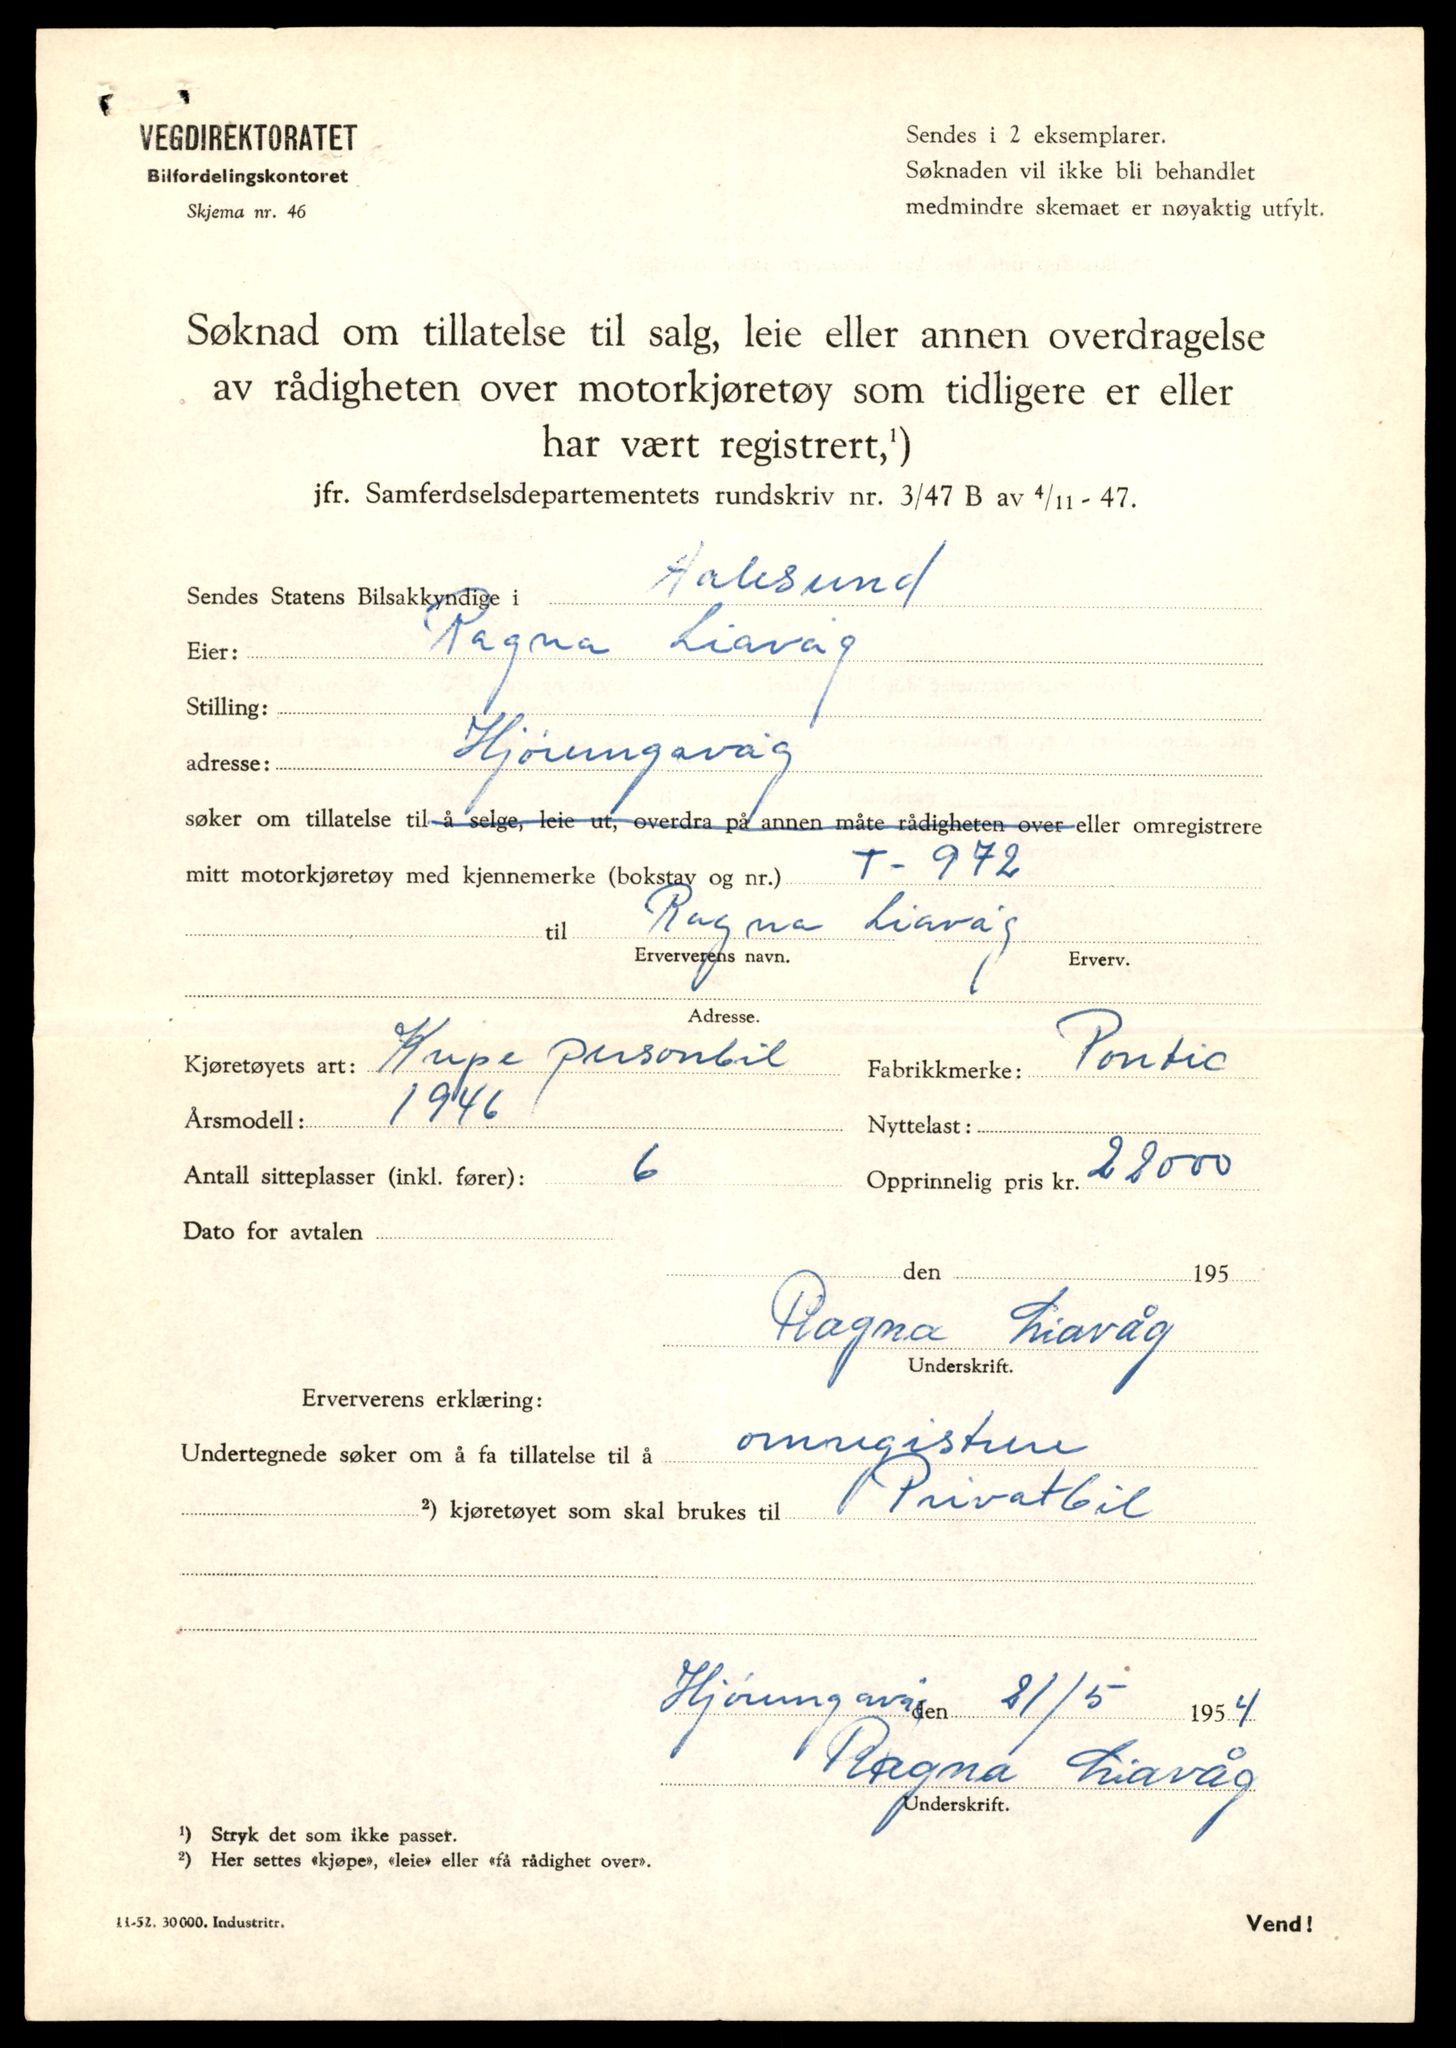 VEGDIREKTORATET
Bilfordelingskontoret
Skjema nr. 46
Sendes i 2 eksemplarer.
Søknaden vil ikke bli behandlet
medmindre skemaet er nøyaktig utfylt.
Søknad om tillatelse til salg, leie eller annen overdragelse
av rådigheten over motorkjøretøy som tidligere er eller
har vært registrert,¹)
jfr. Samferdselsdepartementets rundskriv nr. 3/47 B av 4/11 - 47.
Sendes Statens Bilsakkyndige i Aalesund
Eier: Ragna Liavåg
Stilling:
adresse: Hjørungavåg
søker om tillatelse til å selge, leie ut, overdra på annen måte rådigheten over eller omregistrere
mitt motorkjøretøy med kjennemerke (bokstav og nr.) T - 972
til Ragna Liavåg
Erververens navn. Erverv.
Adresse.
Kjøretøyets art: Kupe personbil Fabrikkmerke: Pontic
Årsmodell: 1946 Nyttelast:
Antall sitteplasser (inkl. fører): 6 Opprinnelig pris kr. 22000
Dato for avtalen
den 195
Ragna Liavåg
Underskrift.
Erververens erklæring:
Undertegnede søker om å fa tillatelse til å omregistrere
²) kjøretøyet som skal brukes til Privatbil
Hjørungavåg den 21/5 1954
Ragna Liavåg
Underskrift.
¹) Stryk det som ikke passer.
²) Her settes «kjøpe», «leie» eller «få rådighet over».
11-52. 30000. Industritr.
Vend!